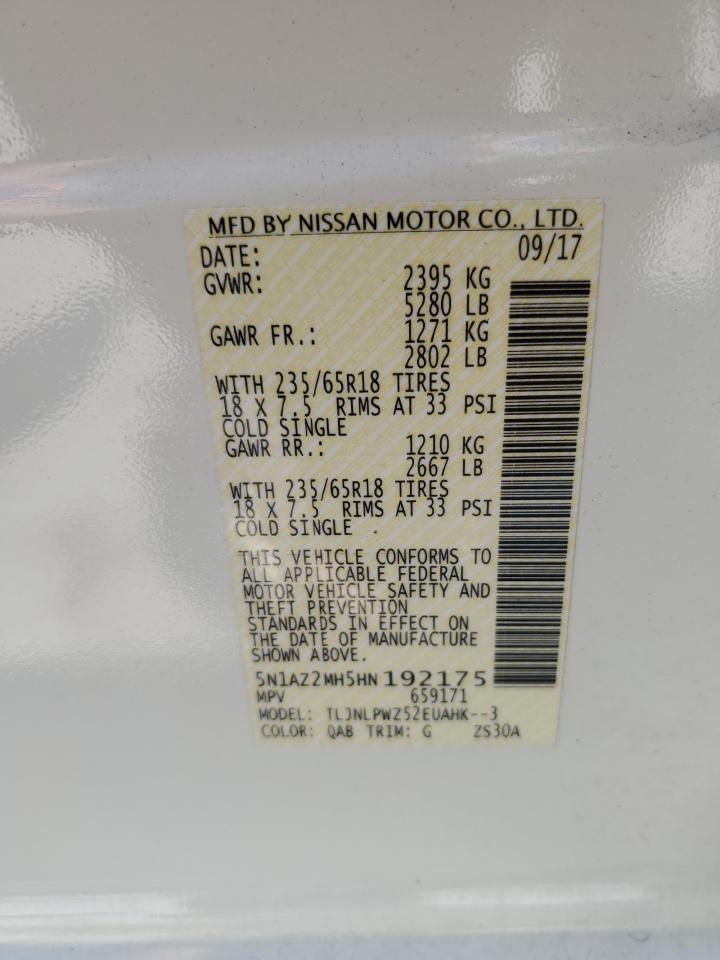 MFD BY NISSAN MOTOR CO., LTD.
DATE: 09/17
GVWR: 2395 KG
5280 LB
GAWR FR.: 1271 KG
2802 LB
WITH 235/65R18 TIRES
18 X 7.5 RIMS AT 33 PSI
COLD SINGLE
GAWR RR.: 1210 KG
2667 LB
WITH 235/65R18 TIRES
18 X 7.5 RIMS AT 33 PSI
COLD SINGLE .
THIS VEHICLE CONFORMS TO
ALL APPLICABLE FEDERAL
MOTOR VEHICLE SAFETY AND
THEFT PREVENTION
STANDARDS IN EFFECT ON
THE DATE OF MANUFACTURE
SHOWN ABOVE.
5N1AZ2MH5HN192175
MPV 659171
MODEL: TLJNLPWZ52EUAHK--3
COLOR: QAB TRIM: G ZS30A